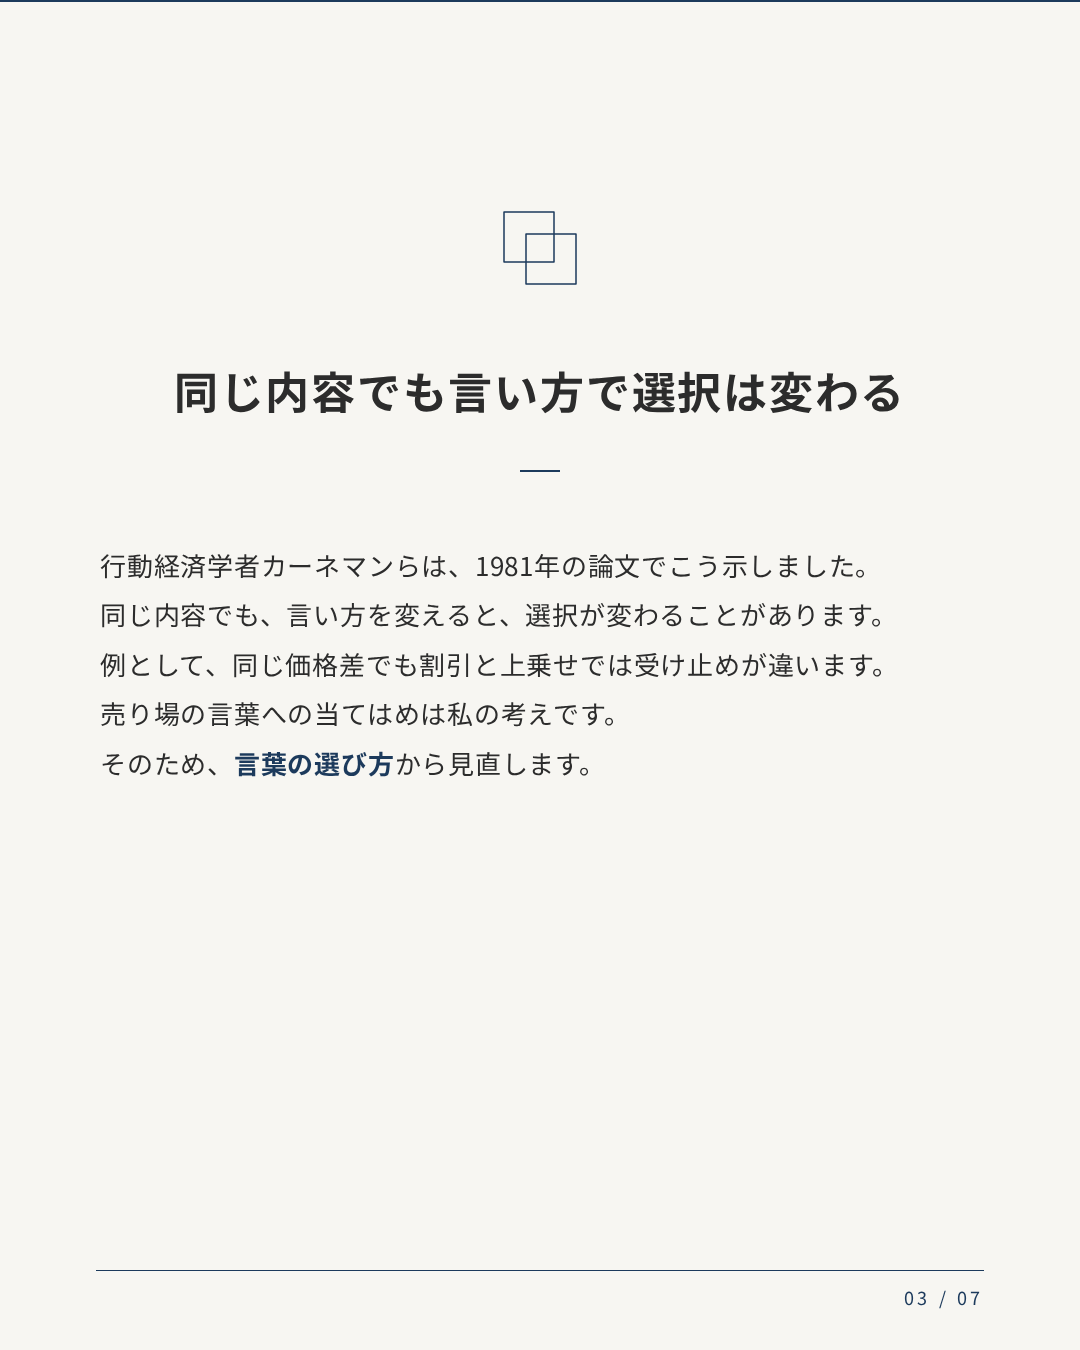 同じ内容でも言い方で選択は変わる
行動経済学者カーネマンらは、1981年の論文でこう示しました。
同じ内容でも、言い方を変えると、選択が変わることがあります。
例として、同じ価格差でも割引と上乗せでは受け止めが違います。
売り場の言葉への当てはめは私の考えです。
そのため、言葉の選び方から見直します。
03 / 07